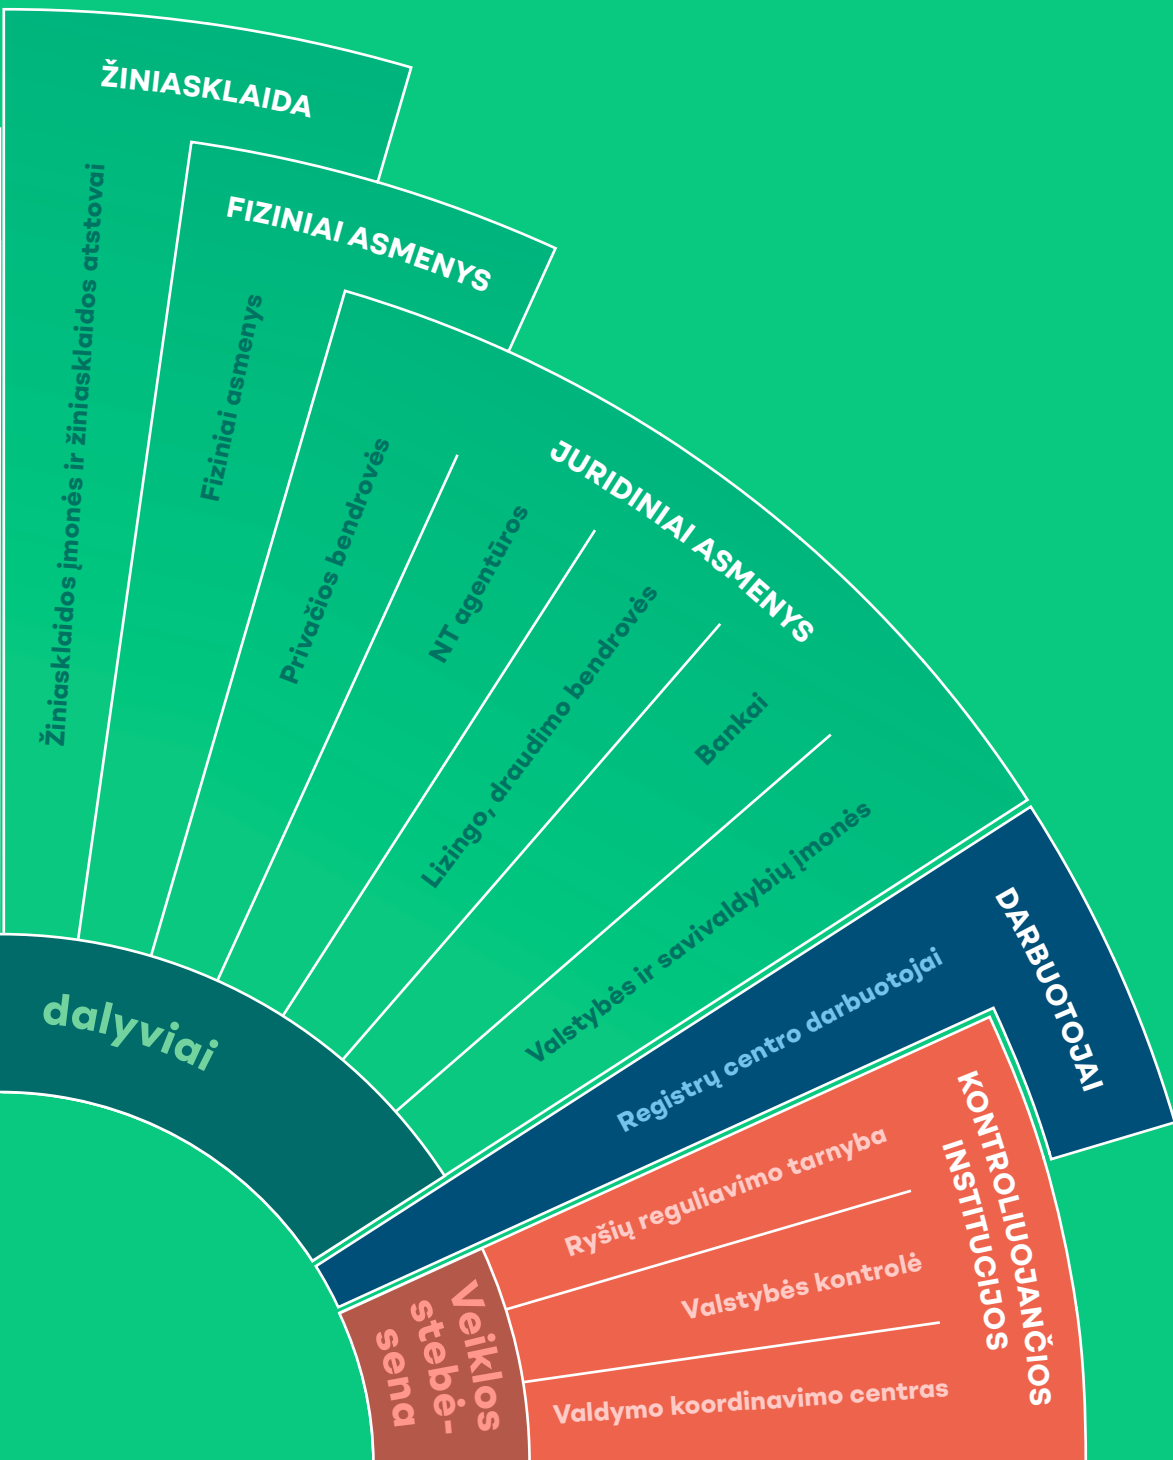 ŽINIASKLAIDA
Žiniasklaidos įmonės ir žiniasklaidos atstovai
FIZINIAI ASMENYS
Fiziniai asmenys
JURIDINIAI ASMENYS
Privačios bendrovės
NT agentūros
Lizingo, draudimo bendrovės
Bankai
Valstybės ir savivaldybių įmonės
dalyviai
DARBUOTOJAI
Registrų centro darbuotojai
KONTROLIUOJANČIOS
INSTITUCIJOS
Ryšių reguliavimo tarnyba
Valstybės kontrolė
Valdymo koordinavimo centras
Veiklos
stebė-
sena